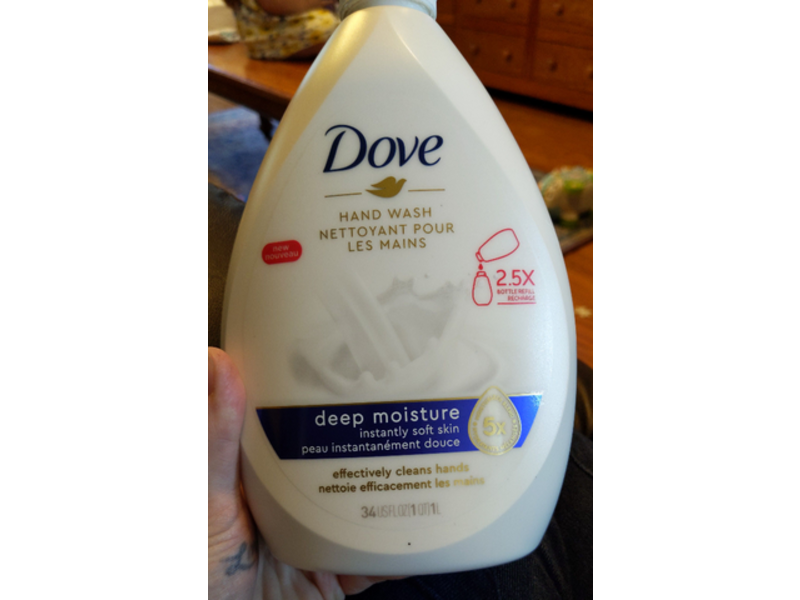 Dove
HAND WASH
NETTOYANT POUR
LES MAINS
new
nouveau
2.5X
BOTTLE REFILL
RECHARGE
deep moisture
instantly soft skin
peau instantanément douce
5x
effectively cleans hands
nettoie efficacement les mains
34 US FL OZ|1 QT|1L